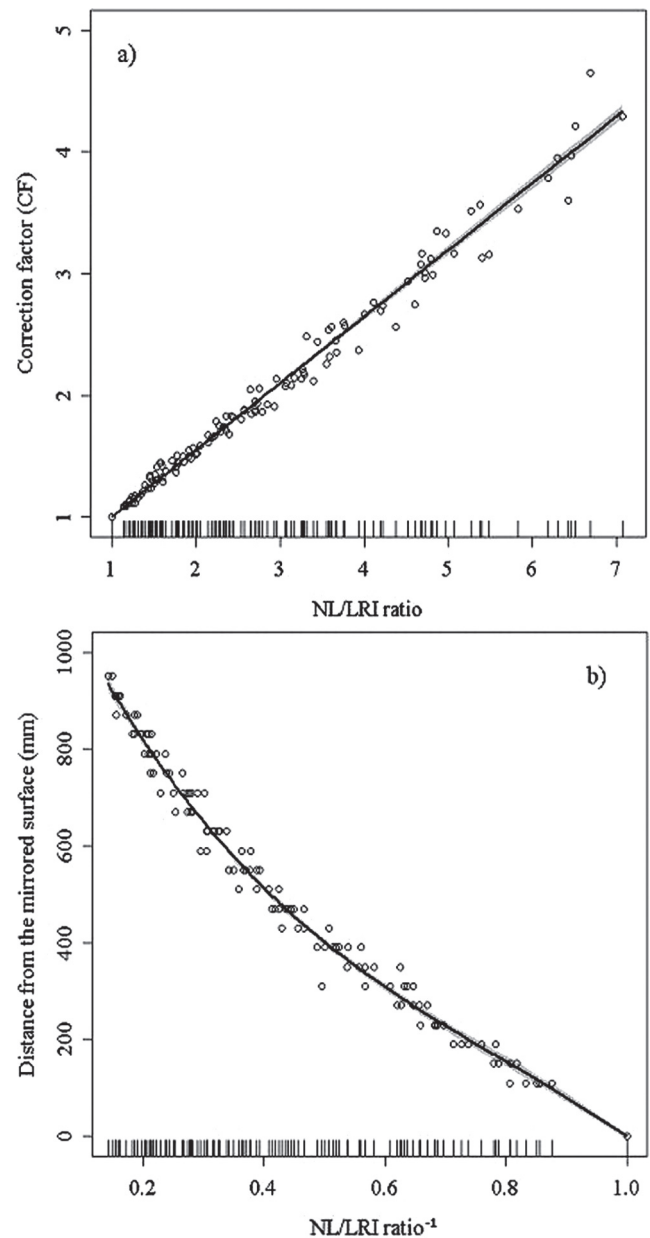 a)
5
4
3
2
1
Correction factor (CF)
1 2 3 4 5 6 7
NL/LRI ratio
b)
1000
800
600
400
200
0
Distance from the mirrored surface (mm)
0.2 0.4 0.6 0.8 1.0
NL/LRI ratio⁻¹